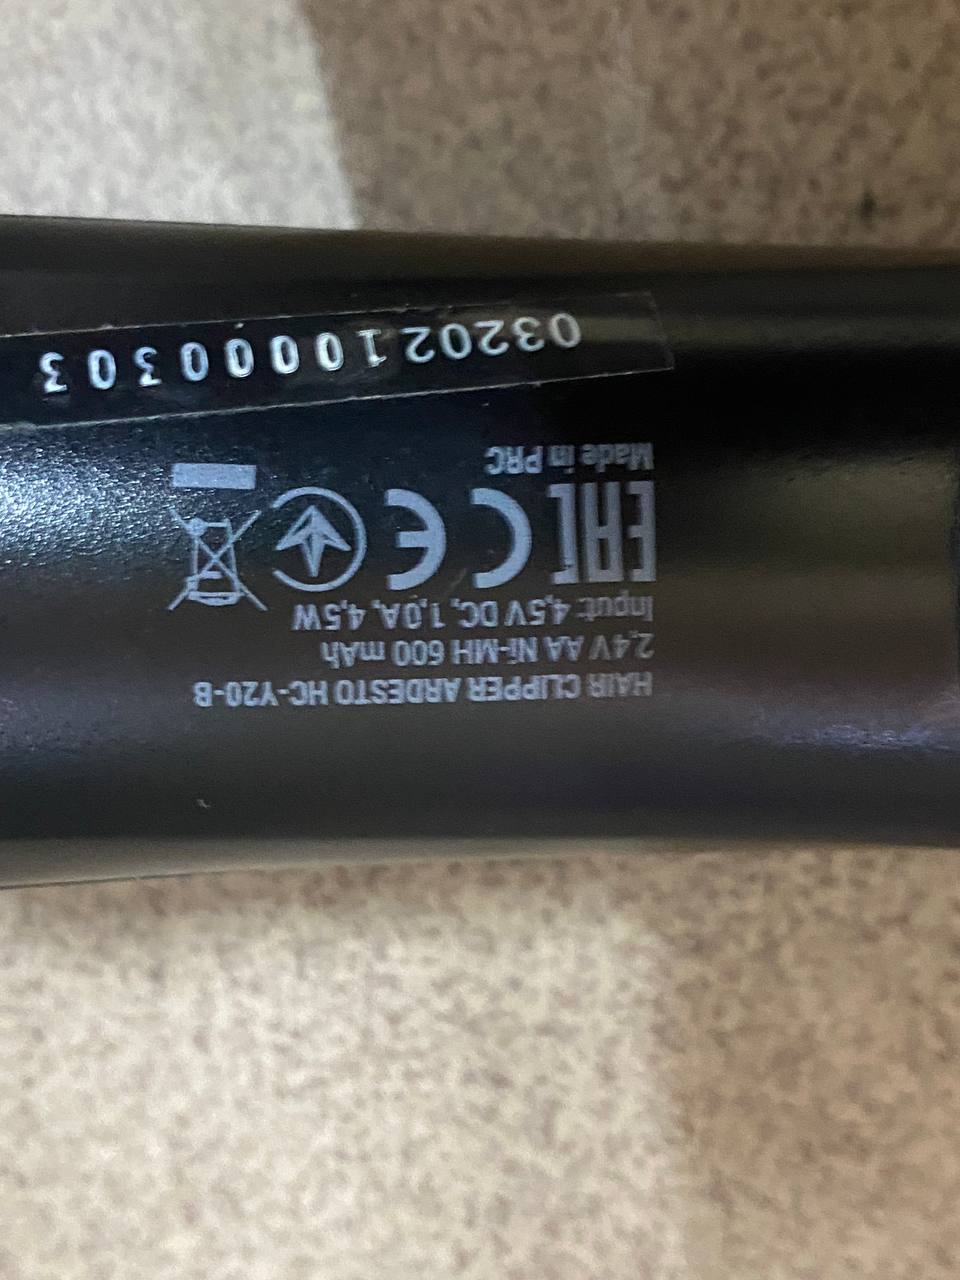 HAIR CLIPPER ARDESTO HC-Y20-B
2,4V AA Ni-MH 600 mAh
Input: 4,5V DC, 1,0A, 4,5W
EAC CE
Made in PRC
0320210000303